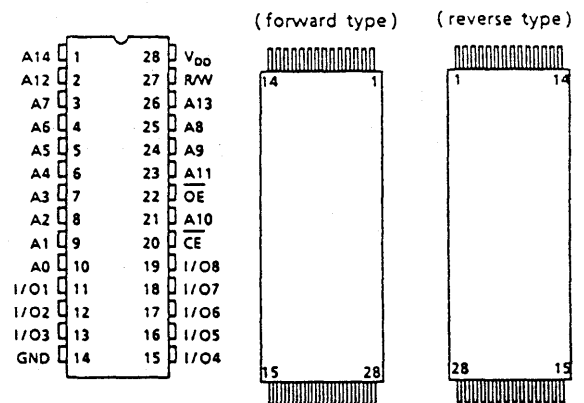 (forward type) (reverse type)
A14 1 28 V_DD
A12 2 27 R/W
A7 3 26 A13
A6 4 25 A8
A5 5 24 A9
A4 6 23 A11
A3 7 22 O̅E̅
A2 8 21 A10
A1 9 20 C̅E̅
A0 10 19 I/O8
I/O1 11 18 I/O7
I/O2 12 17 I/O6
I/O3 13 16 I/O5
GND 14 15 I/O4
14 1
15 28
1 14
28 15